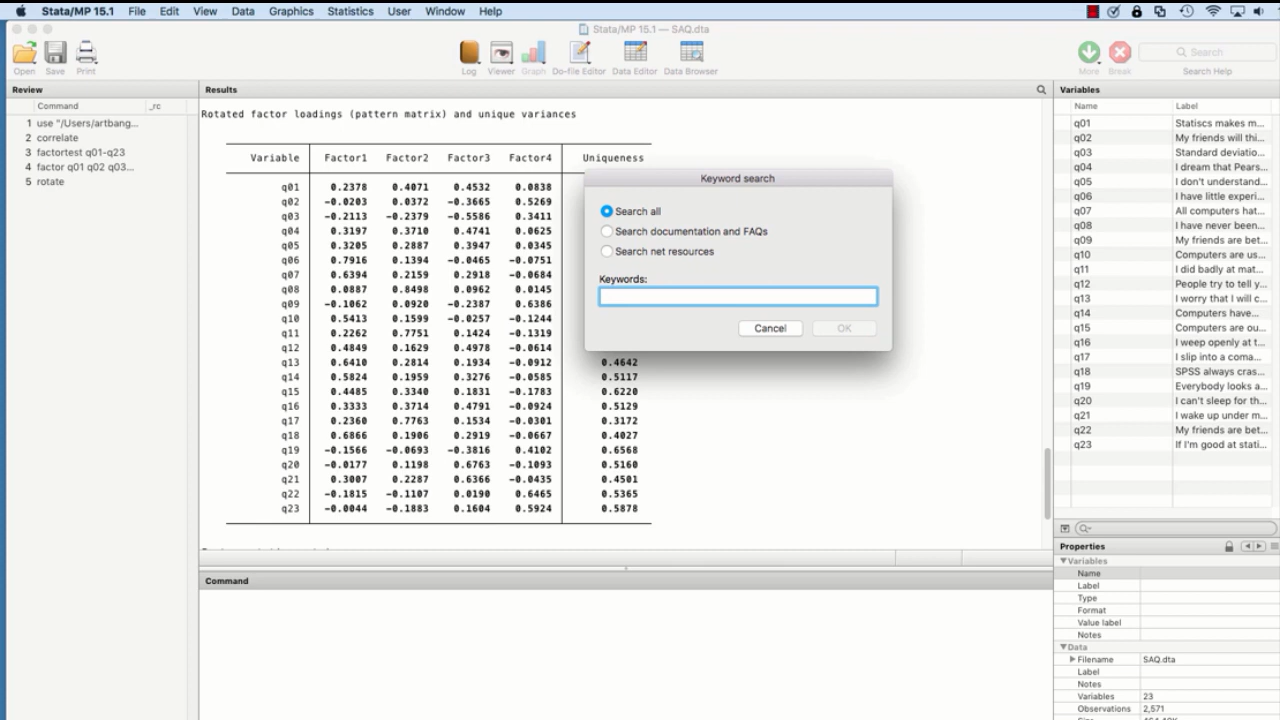 Stata/MP 15.1 File Edit View Data Graphics Statistics User Window Help
Stata/MP 15.1 — SAQ.dta
Open Save Print Log Viewer Graph Do-file Editor Data Editor Data Browser More Break Search Help
Search
Review
Command _rc
1 use "/Users/artbang...
2 correlate
3 factortest q01-q23
4 factor q01 q02 q03...
5 rotate
Results
Rotated factor loadings (pattern matrix) and unique variances
Variable Factor1 Factor2 Factor3 Factor4 Uniqueness
q01 0.2378 0.4071 0.4532 0.0838
q02 -0.0203 0.0372 -0.3665 0.5269
q03 -0.2113 -0.2379 -0.5586 0.3411
q04 0.3197 0.3710 0.4741 0.0625
q05 0.3205 0.2887 0.3947 0.0345
q06 0.7916 0.1394 -0.0465 -0.0751
q07 0.6394 0.2159 0.2918 -0.0684
q08 0.0887 0.8498 0.0962 0.0145
q09 -0.1062 0.0920 -0.2387 0.6386
q10 0.5413 0.1599 -0.0257 -0.1244
q11 0.2262 0.7751 0.1424 -0.1319
q12 0.4849 0.1629 0.4978 -0.0614
q13 0.6410 0.2814 0.1934 -0.0912 0.4642
q14 0.5824 0.1959 0.3276 -0.0585 0.5117
q15 0.4485 0.3340 0.1831 -0.1783 0.6220
q16 0.3333 0.3714 0.4791 -0.0924 0.5129
q17 0.2360 0.7763 0.1534 -0.0301 0.3172
q18 0.6866 0.1906 0.2919 -0.0667 0.4027
q19 -0.1566 -0.0693 -0.3816 0.4102 0.6568
q20 -0.0177 0.1198 0.6763 -0.1093 0.5160
q21 0.3007 0.2287 0.6366 -0.0435 0.4501
q22 -0.1815 -0.1107 0.0190 0.6465 0.5365
q23 -0.0044 -0.1883 0.1604 0.5924 0.5878
Keyword search
Search all
Search documentation and FAQs
Search net resources
Keywords:
Cancel OK
Command
Variables
Name Label
q01 Statiscs makes m...
q02 My friends will thi...
q03 Standard deviatio...
q04 I dream that Pears...
q05 I don't understand...
q06 I have little experi...
q07 All computers hat...
q08 I have never been...
q09 My friends are bet...
q10 Computers are us...
q11 I did badly at mat...
q12 People try to tell y...
q13 I worry that I will c...
q14 Computers have...
q15 Computers are ou...
q16 I weep openly at t...
q17 I slip into a coma...
q18 SPSS always cras...
q19 Everybody looks a...
q20 I can't sleep for th...
q21 I wake up under m...
q22 My friends are bet...
q23 If I'm good at stati...
Properties
Variables
Name
Label
Type
Format
Value label
Notes
Data
Filename SAQ.dta
Label
Notes
Variables 23
Observations 2,571